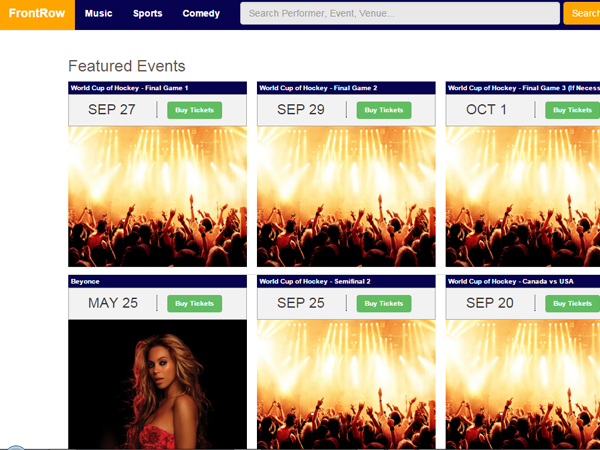 FrontRow Music Sports Comedy Search Performer, Event, Venue... Search
Featured Events
World Cup of Hockey - Final Game 1
World Cup of Hockey - Final Game 2
World Cup of Hockey - Final Game 3 (If Necess
SEP 27 Buy Tickets
SEP 29 Buy Tickets
OCT 1 Buy Tickets
Beyonce
World Cup of Hockey - Semifinal 2
World Cup of Hockey - Canada vs USA
MAY 25 Buy Tickets
SEP 25 Buy Tickets
SEP 20 Buy Tickets